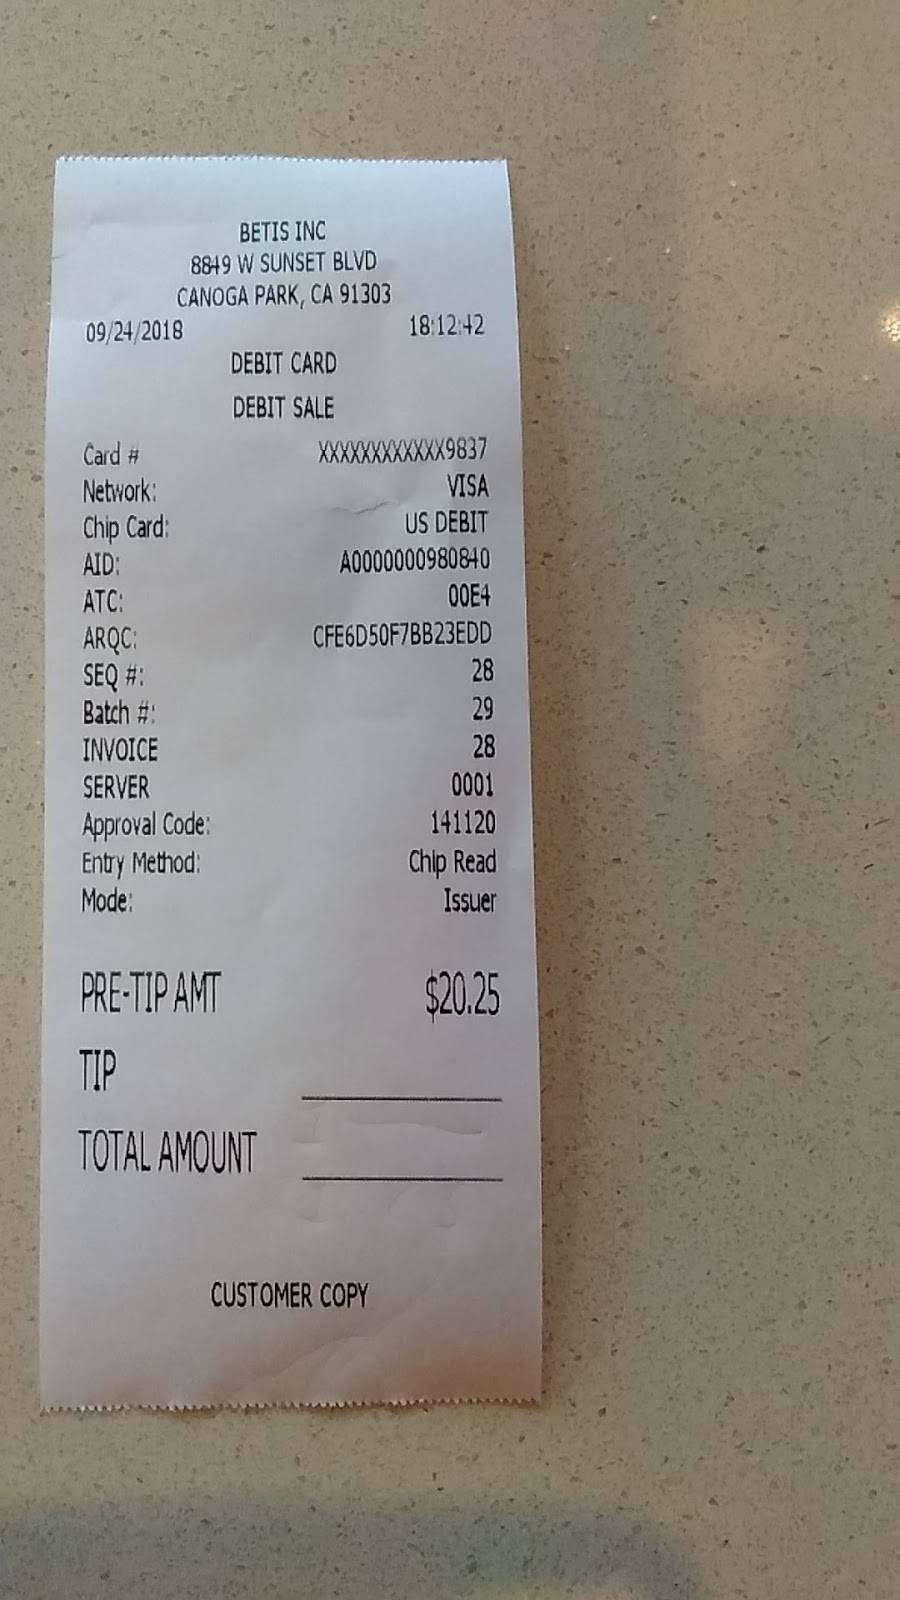 BETIS INC
8849 W SUNSET BLVD
CANOGA PARK, CA 91303
09/24/2018 18:12:42
DEBIT CARD
DEBIT SALE
Card # XXXXXXXXXXXX9837
Network: VISA
Chip Card: US DEBIT
AID: A0000000980840
ATC: 00E4
ARQC: CFE6D50F7BB23EDD
SEQ #: 28
Batch #: 29
INVOICE 28
SERVER 0001
Approval Code: 141120
Entry Method: Chip Read
Mode: Issuer
PRE-TIP AMT $20.25
TIP
TOTAL AMOUNT
CUSTOMER COPY